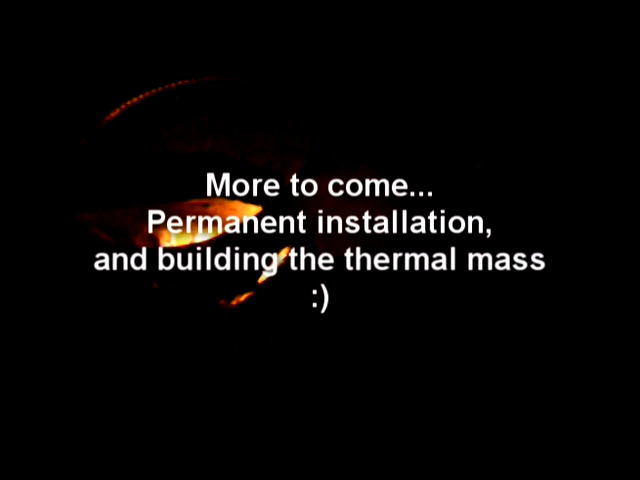 More to come...
Permanent installation,
and building the thermal mass
:)